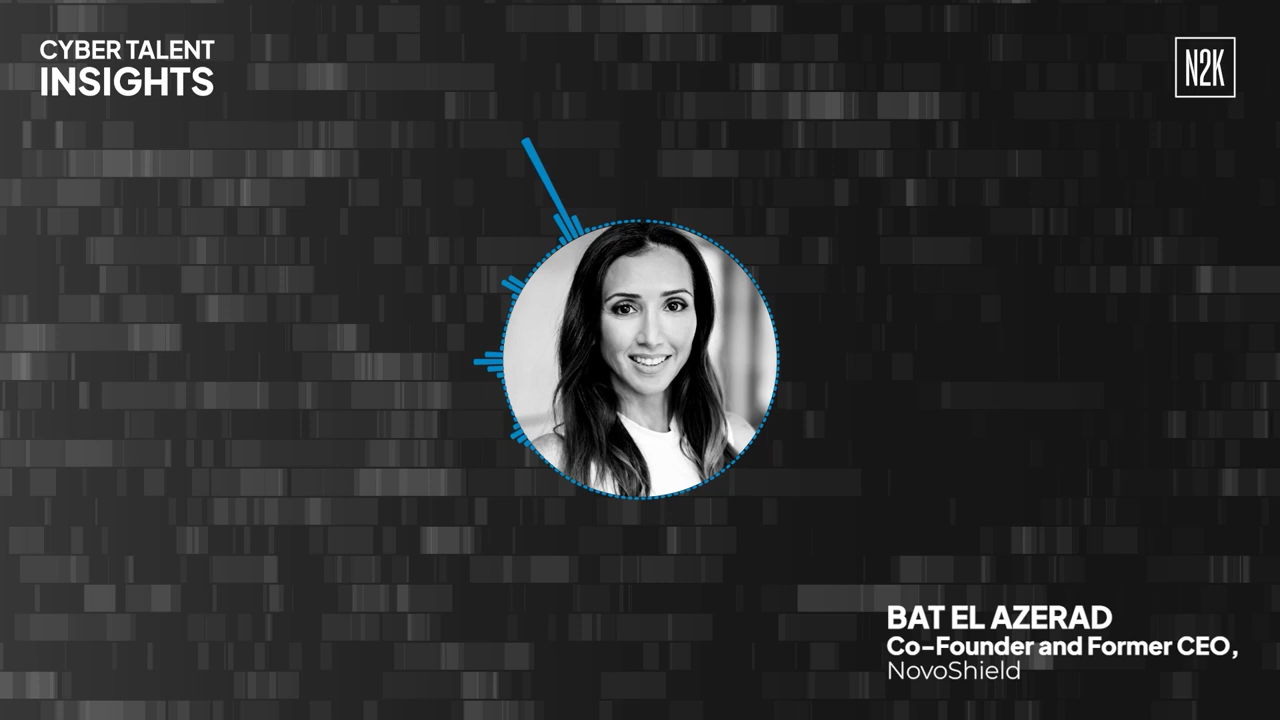 CYBER TALENT
INSIGHTS
N2K
BAT EL AZERAD
Co-Founder and Former CEO,
NovoShield